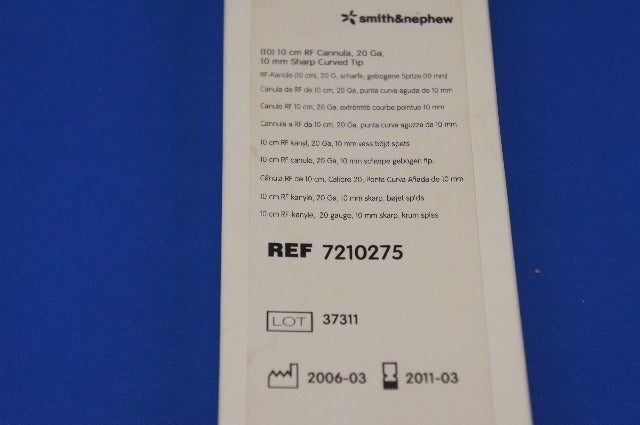 smith&nephew
(10) 10 cm RF Cannula, 20 Ga,
10 mm Sharp Curved Tip
RF-Kanüle (10 cm), 20 G, scharfe, gebogene Spitze (10 mm)
Cánula de RF de 10 cm, 20 Ga, punta curva aguda de 10 mm
Canule RF 10 cm, 20 Ga, extrémité courbe pointue 10 mm
Cannula a RF da 10 cm, 20 Ga, punta curva aguzza da 10 mm
10 cm RF kanyl, 20 Ga, 10 mm vass böjd spets
10 cm RF canule, 20 Ga, 10 mm scherpe gebogen tip.
Cânula RF de 10 cm, Calibre 20, Ponta Curva Afiada de 10 mm
10 cm RF kanyle, 20 Ga, 10 mm skarp, bøjet spids
10 cm RF-kanyle, 20 gauge, 10 mm skarp, krum spiss
REF 7210275
LOT 37311
2006-03 2011-03